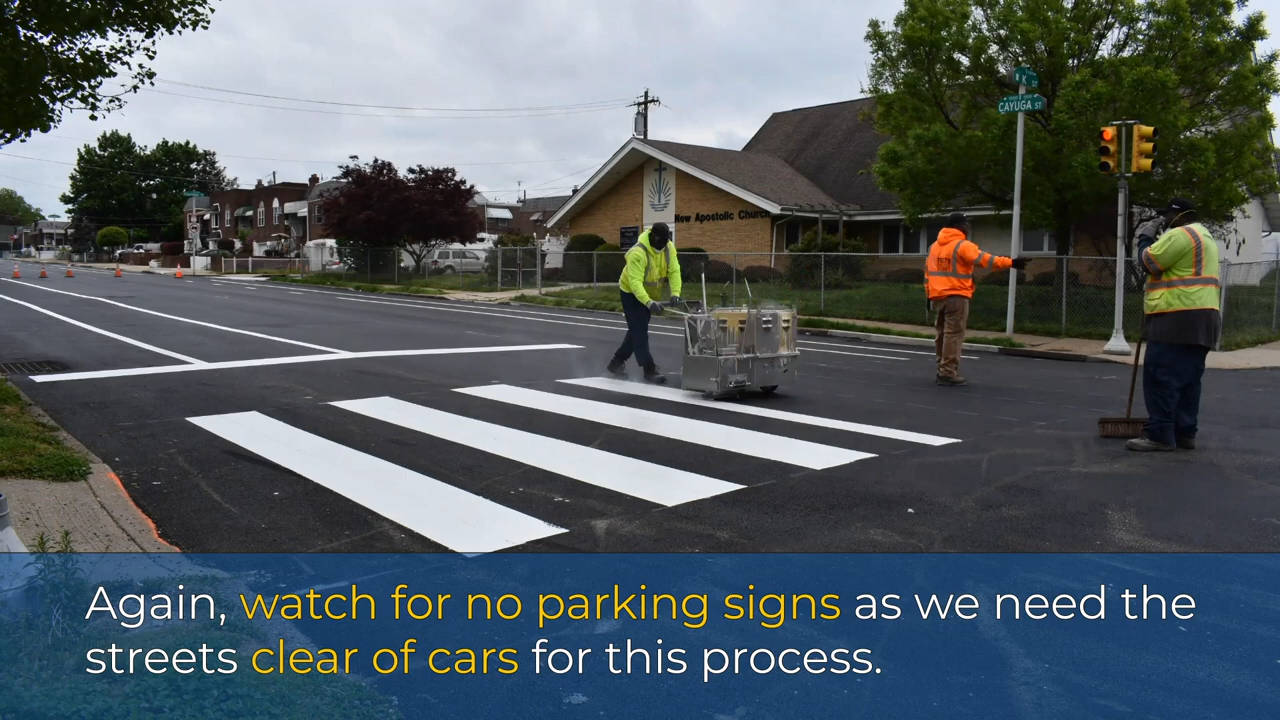 K
CAYUGA ST
New Apostolic Church
Again, watch for no parking signs as we need the
streets clear of cars for this process.